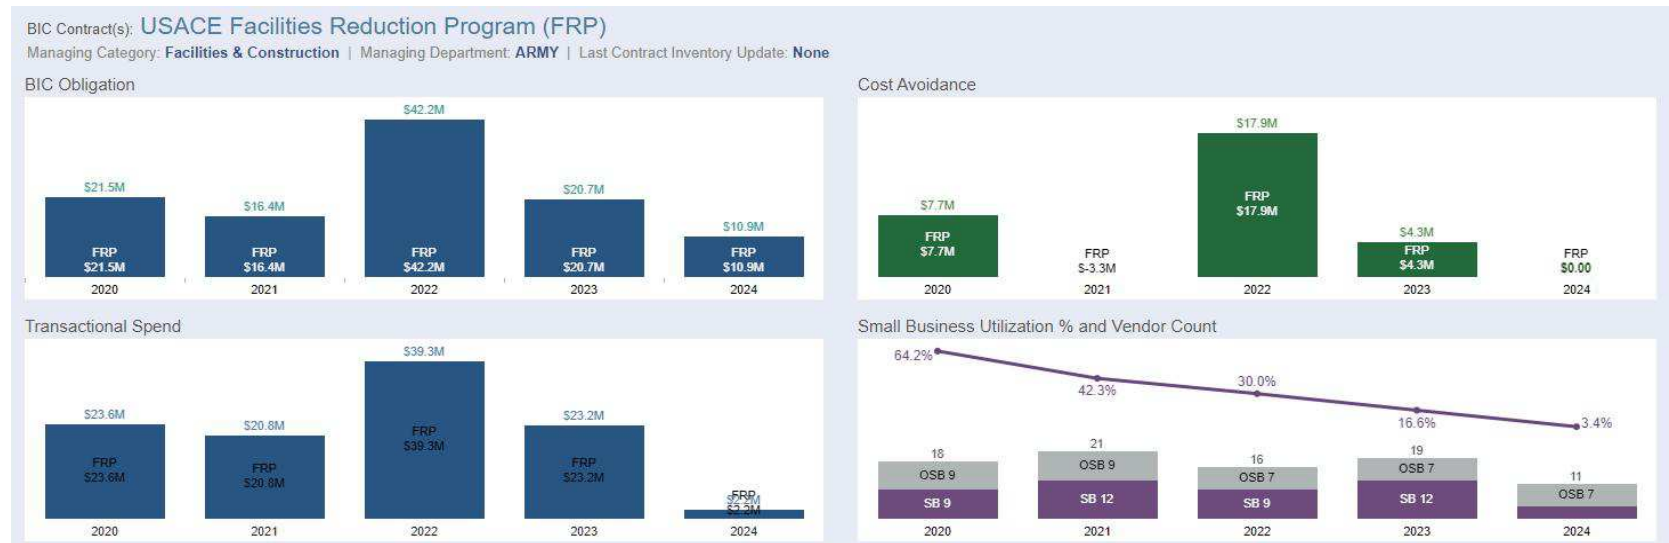 BIC Contract(s): USACE Facilities Reduction Program (FRP)
Managing Category: Facilities & Construction | Managing Department: ARMY | Last Contract Inventory Update: None
BIC Obligation
$42.2M
$21.5M
$20.7M
$16.4M
$10.9M
FRP FRP FRP FRP FRP
$21.5M $16.4M $42.2M $20.7M $10.9M
2020 2021 2022 2023 2024
Cost Avoidance
$17.9M
FRP
$17.9M
$7.7M
FRP
$7.7M
$4.3M
FRP FRP FRP
$-3.3M $4.3M $0.00
2020 2021 2022 2023 2024
Transactional Spend
$39.3M
$23.6M
$23.2M
$20.8M
FRP
$39.3M
FRP FRP FRP
$23.6M $20.8M $23.2M
FRP
$2.2M
$2.2M
2020 2021 2022 2023 2024
Small Business Utilization % and Vendor Count
64.2%
42.3%
30.0%
16.6%
3.4%
18 21 16 19 11
OSB 9 OSB 9 OSB 7 OSB 7 OSB 7
SB 9 SB 12 SB 9 SB 12
2020 2021 2022 2023 2024